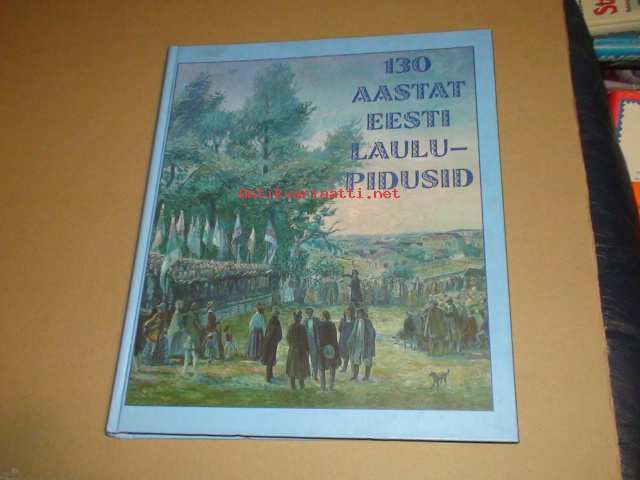 130
AASTAT
EESTI
LAULU-
PIDUSID
Antikvariaatti.net